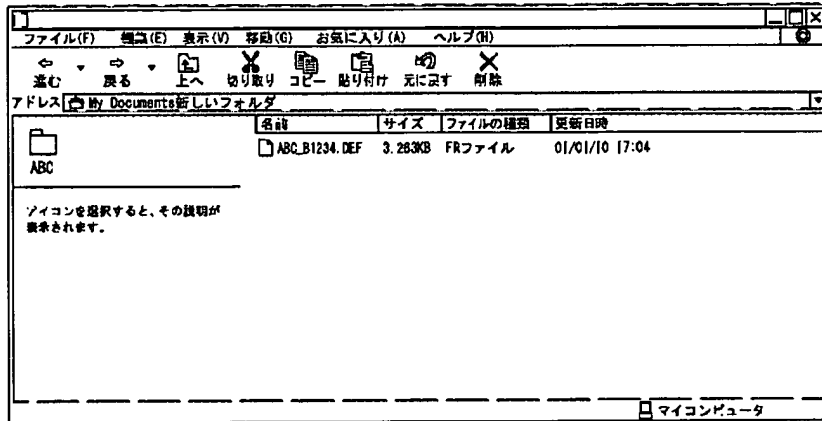 ファイル(F) 編集(E) 表示(V) 移動(G) お気に入り(A) ヘルプ(H)
進む 戻る 上へ 切り取り コピー 貼り付け 元に戻す 削除
アドレス My Documents新しいフォルダ
名前 サイズ ファイルの種類 更新日時
ABC_B1234.DEF 3.263KB FRファイル 01/01/10 17:04
ABC
アイコンを選択すると、その説明が
表示されます。
マイコンピュータ